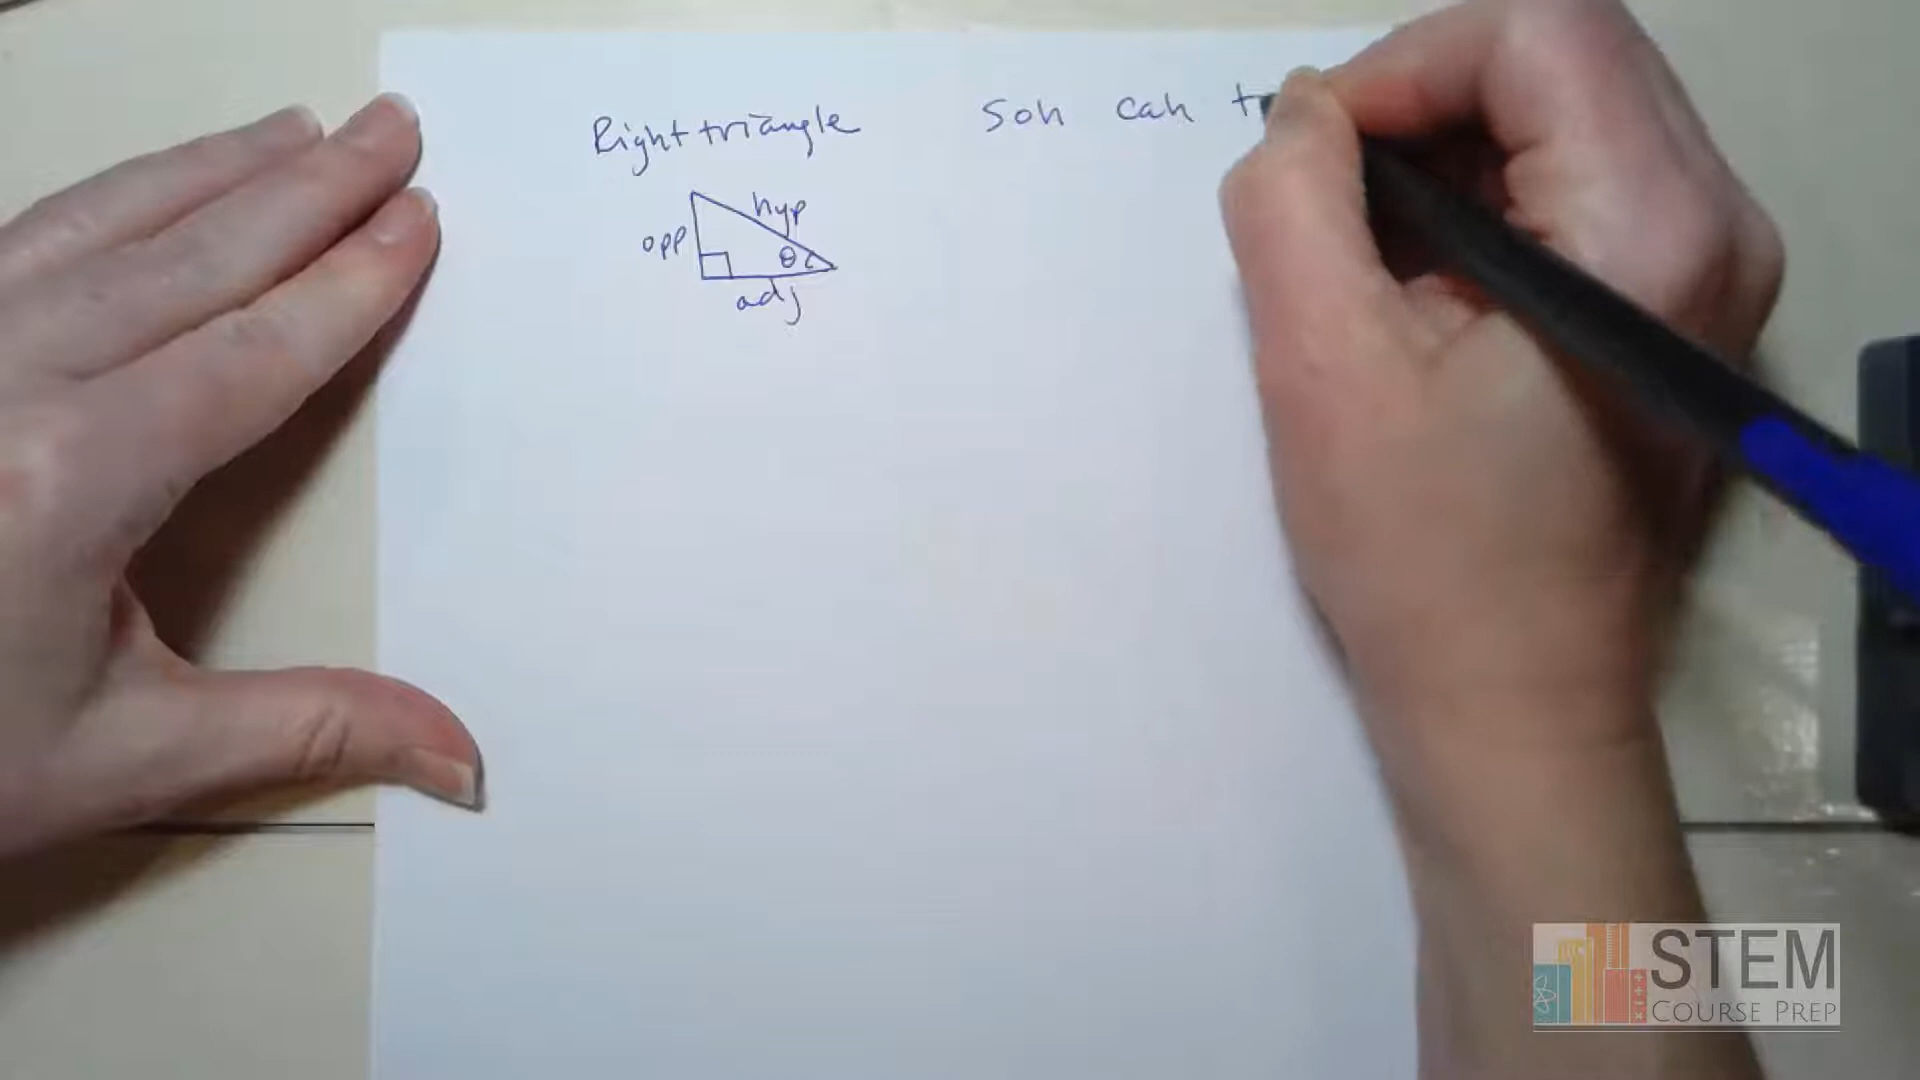 Right triangle
soh cah
hyp
opp
θ
adj
STEM
COURSE PREP